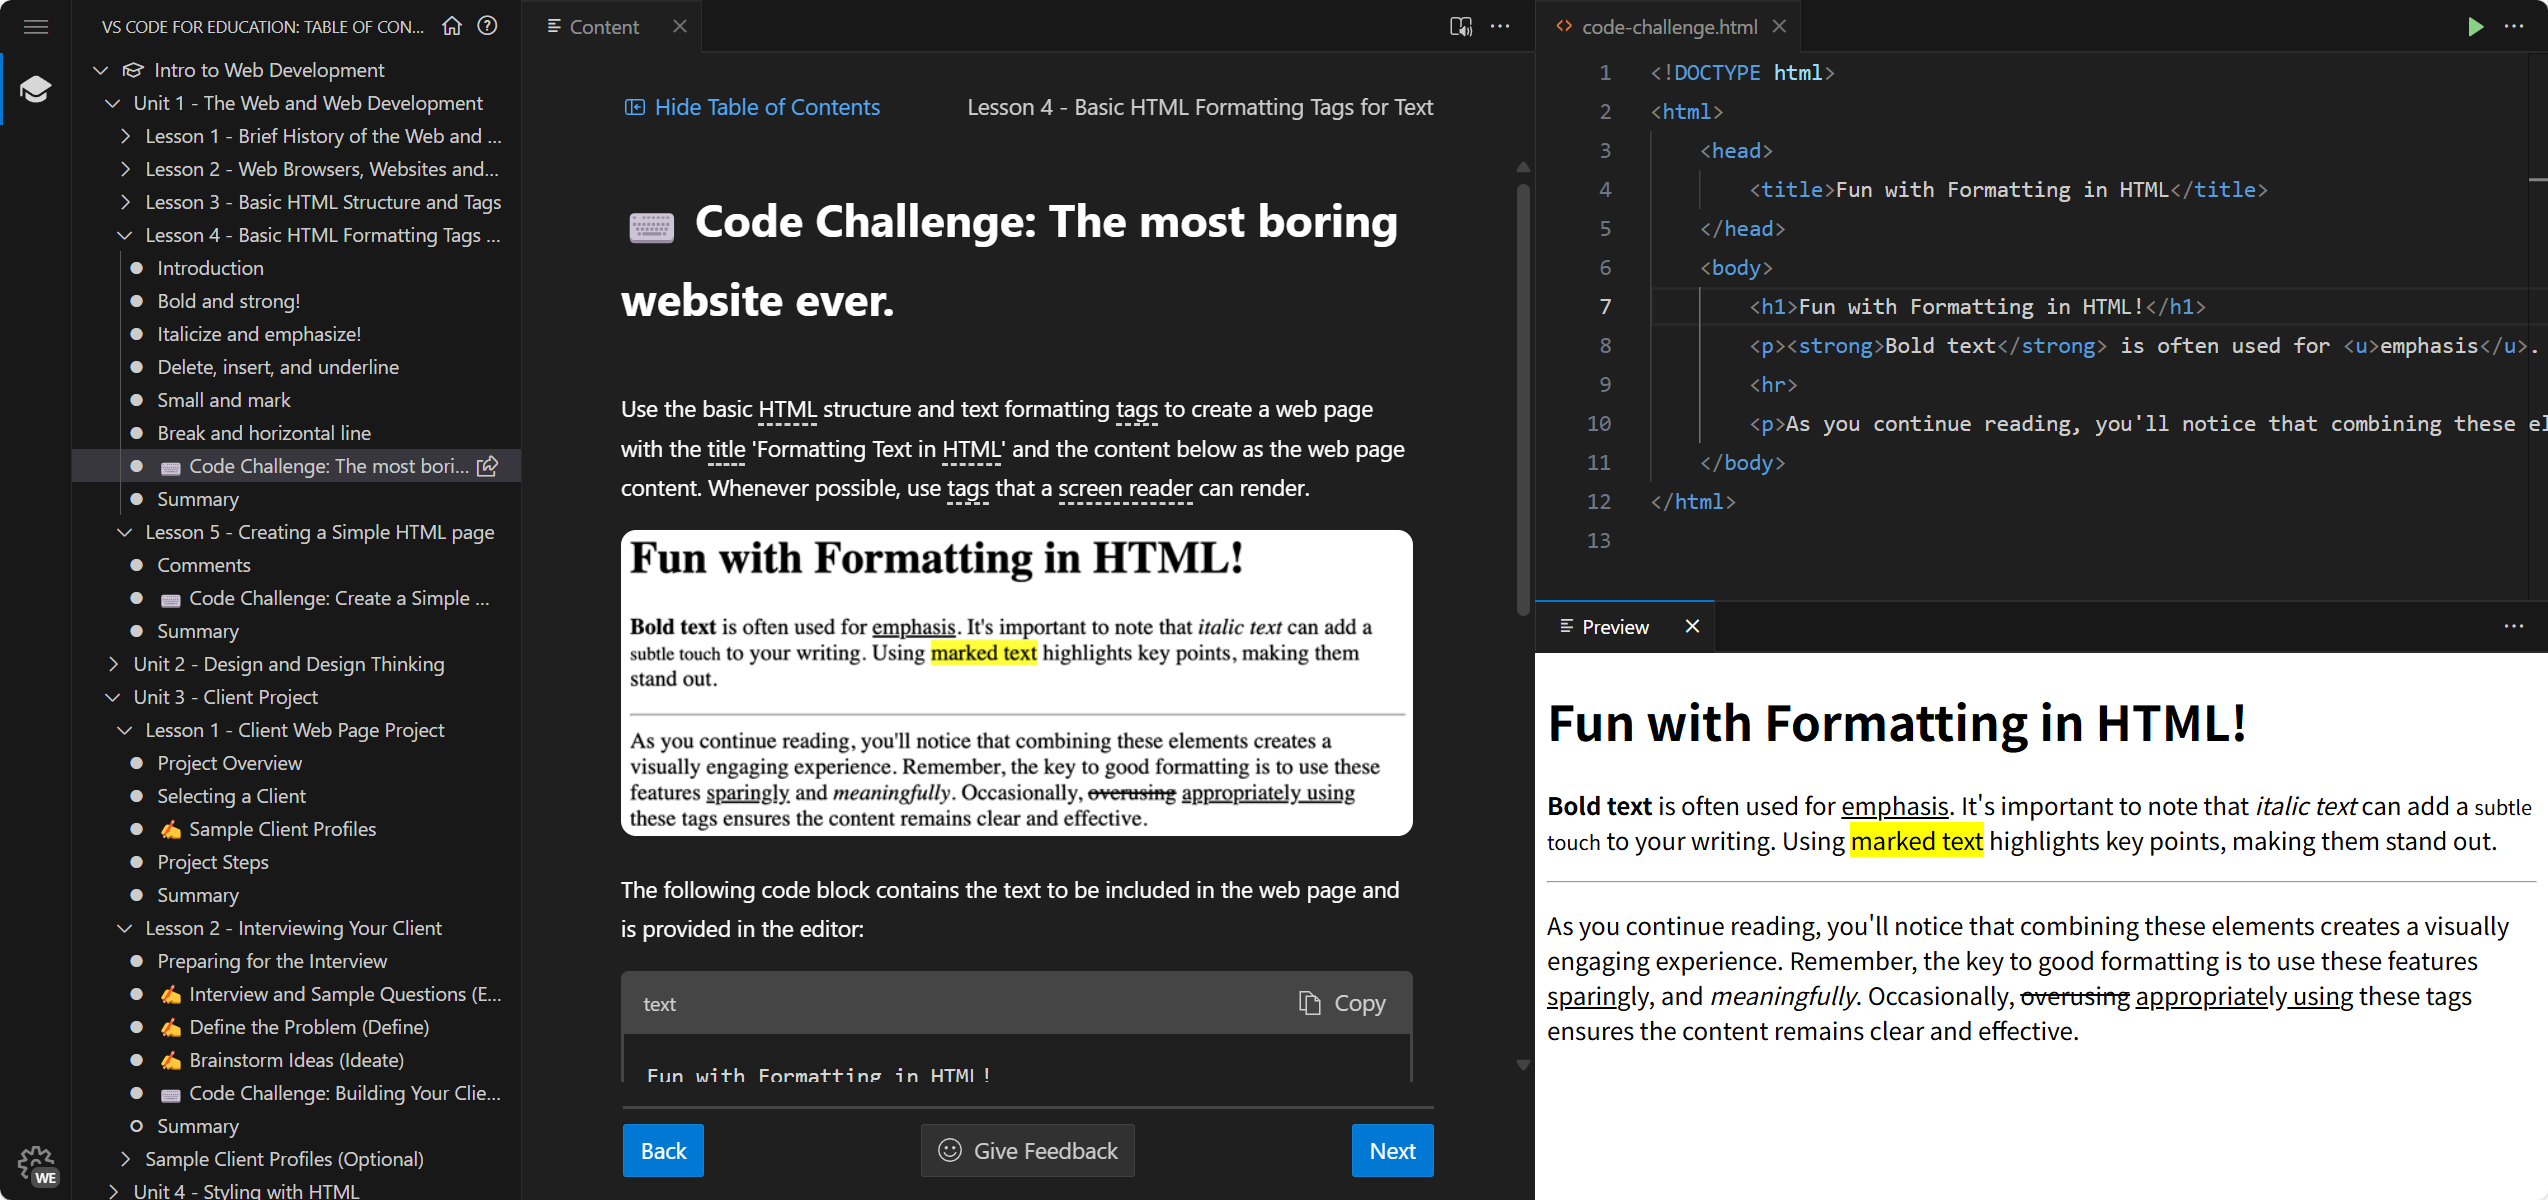 VS CODE FOR EDUCATION: TABLE OF CON...
Intro to Web Development
Unit 1 - The Web and Web Development
Lesson 1 - Brief History of the Web and ...
Lesson 2 - Web Browsers, Websites and...
Lesson 3 - Basic HTML Structure and Tags
Lesson 4 - Basic HTML Formatting Tags ...
Introduction
Bold and strong!
Italicize and emphasize!
Delete, insert, and underline
Small and mark
Break and horizontal line
Code Challenge: The most bori...
Summary
Lesson 5 - Creating a Simple HTML page
Comments
Code Challenge: Create a Simple ...
Summary
Unit 2 - Design and Design Thinking
Unit 3 - Client Project
Lesson 1 - Client Web Page Project
Project Overview
Selecting a Client
Sample Client Profiles
Project Steps
Summary
Lesson 2 - Interviewing Your Client
Preparing for the Interview
Interview and Sample Questions (E...
Define the Problem (Define)
Brainstorm Ideas (Ideate)
Code Challenge: Building Your Clie...
Summary
Sample Client Profiles (Optional)
Unit 4 - Styling with HTML
WE
Content
Hide Table of Contents
Lesson 4 - Basic HTML Formatting Tags for Text
Code Challenge: The most boring
website ever.
Use the basic HTML structure and text formatting tags to create a web page
with the title 'Formatting Text in HTML' and the content below as the web page
content. Whenever possible, use tags that a screen reader can render.
Fun with Formatting in HTML!
Bold text is often used for emphasis. It's important to note that italic text can add a
subtle touch to your writing. Using marked text highlights key points, making them
stand out.
As you continue reading, you'll notice that combining these elements creates a
visually engaging experience. Remember, the key to good formatting is to use these
features sparingly and meaningfully. Occasionally, overusing appropriately using
these tags ensures the content remains clear and effective.
The following code block contains the text to be included in the web page and
is provided in the editor:
text
Copy
Fun with Formatting in HTML!
Back
Give Feedback
Next
code-challenge.html
1 <!DOCTYPE html>
2 <html>
3 <head>
4 <title>Fun with Formatting in HTML</title>
5 </head>
6 <body>
7 <h1>Fun with Formatting in HTML!</h1>
8 <p><strong>Bold text</strong> is often used for <u>emphasis</u>.
9 <hr>
10 <p>As you continue reading, you'll notice that combining these el
11 </body>
12 </html>
13
Preview
Fun with Formatting in HTML!
Bold text is often used for emphasis. It's important to note that italic text can add a subtle
touch to your writing. Using marked text highlights key points, making them stand out.
As you continue reading, you'll notice that combining these elements creates a visually
engaging experience. Remember, the key to good formatting is to use these features
sparingly, and meaningfully. Occasionally, overusing appropriately using these tags
ensures the content remains clear and effective.